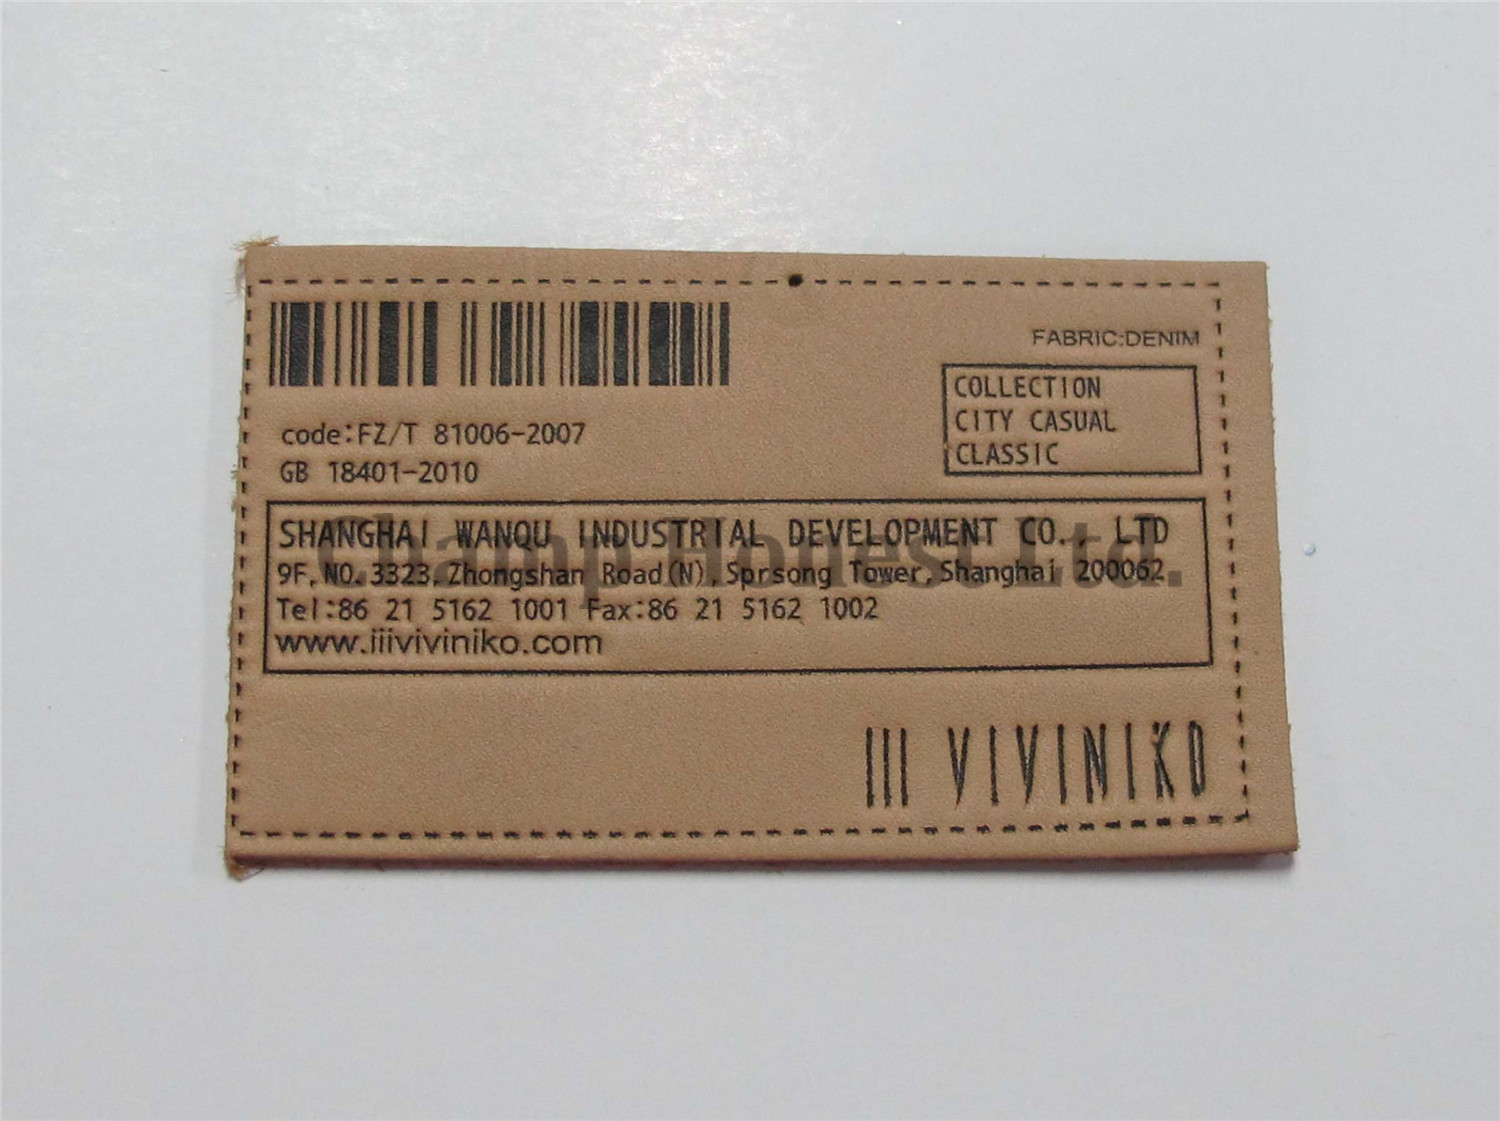 FABRIC:DENIM
COLLECTION
CITY CASUAL
CLASSIC
code:FZ/T 81006-2007
GB 18401-2010
SHANGHAI WANQU INDUSTRIAL DEVELOPMENT CO., LTD
9F,NO.3323,Zhongshan Road(N),Sprsong Tower,Shanghai 200062
Tel:86 21 5162 1001 Fax:86 21 5162 1002
www.iiiviviniko.com
Champ Honest Ltd.
III VIVINIKO